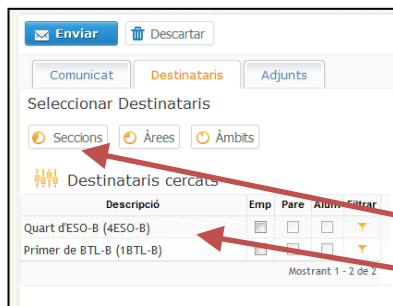 Enviar Descartar
Comunicat Destinataris Adjunts
Seleccionar Destinataris
Seccions Àrees Àmbits
Destinataris cercats
Descripció Emp Pare Alum Filtrar
Quart d'ESO-B (4ESO-B)
Primer de BTL-B (1BTL-B)
Mostrant 1 - 2 de 2